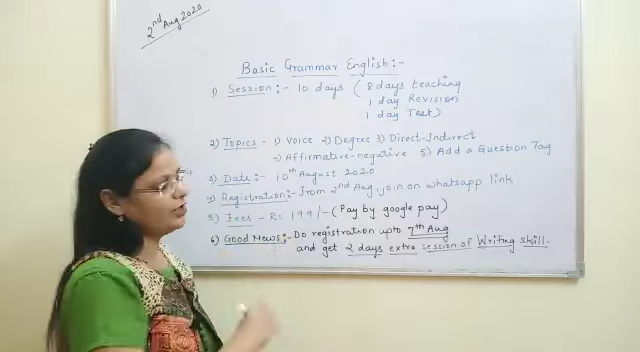 2nd Aug 2020
Basic Grammar English:-
1) Session:- 10 days ( 8 days teaching
1 day Revision
1 day Test)
2) Topics - 1) Voice 2) Degree 3) Direct-Indirect
4) Affirmative-negative 5) Add a Question Tag
3) Date:- 10th August 2020
4) Registration:- From 2nd Aug, join on whatsapp link
5) Fees - Rs 199/- (Pay by google pay)
6) Good News:- Do registration upto 7th Aug
and get 2 days extra session of Writing skill.